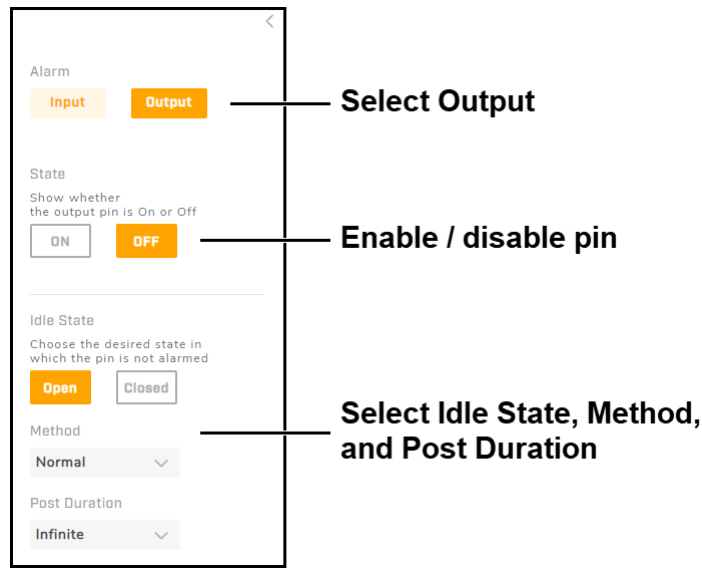 Alarm
Input Output
Select Output
State
Show whether
the output pin is On or Off
ON OFF
Enable / disable pin
Idle State
Choose the desired state in
which the pin is not alarmed
Open Closed
Method
Normal
Select Idle State, Method,
and Post Duration
Post Duration
Infinite